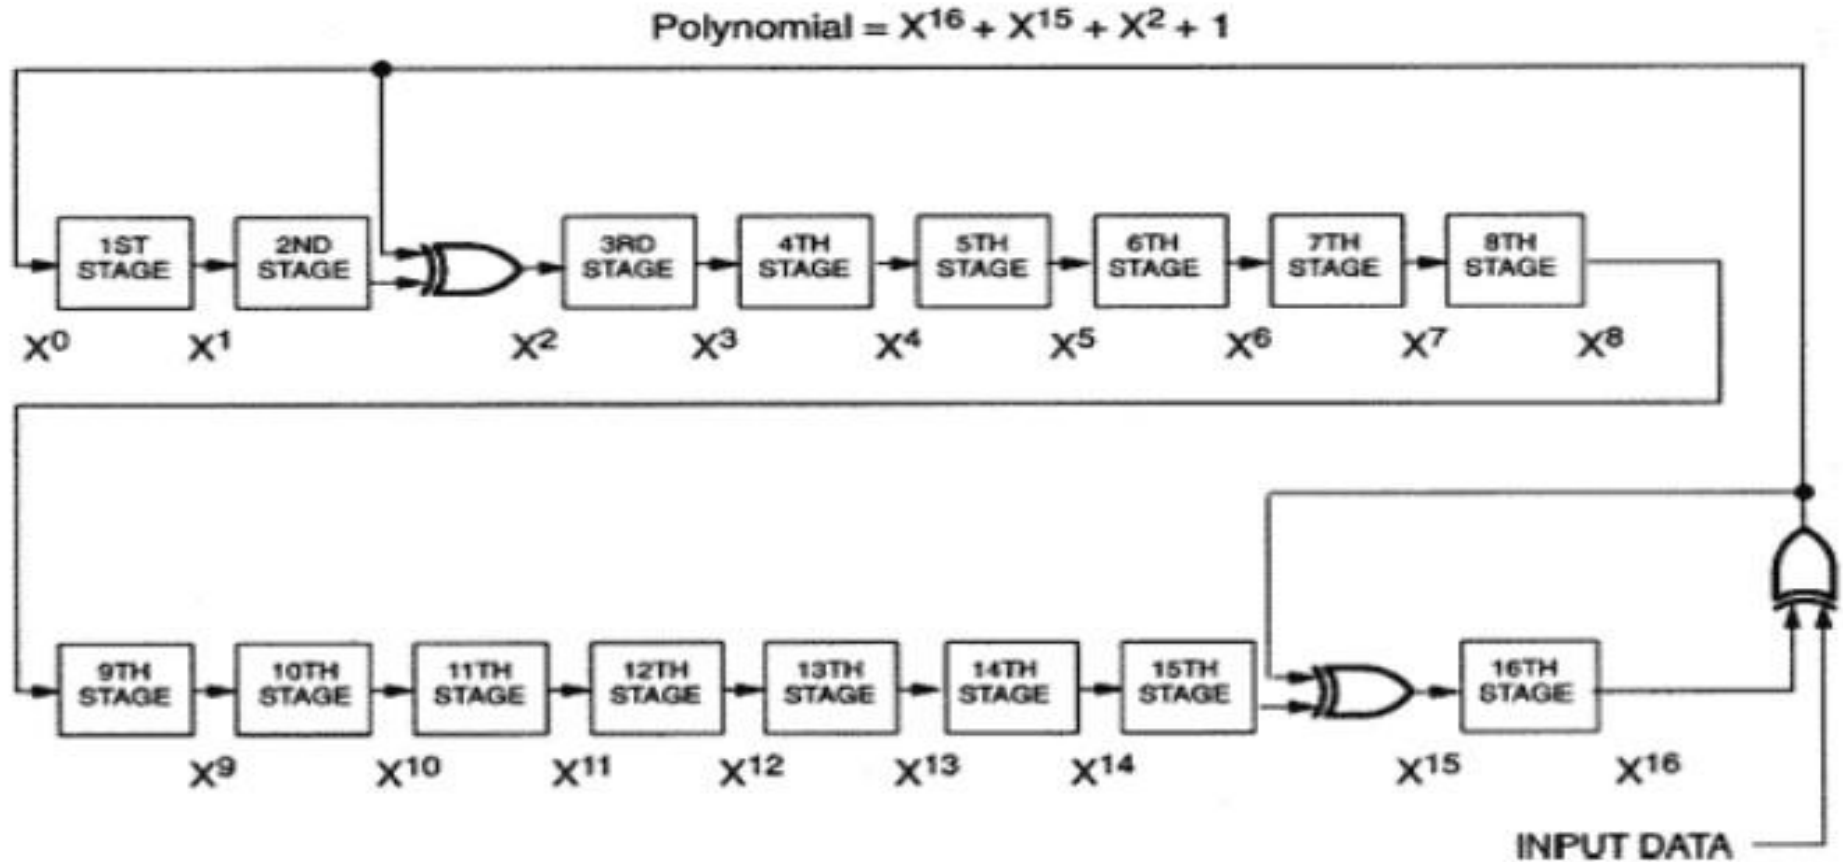 Polynomial = X16 + X15 + X2 + 1
1ST STAGE
2ND STAGE
3RD STAGE
4TH STAGE
5TH STAGE
6TH STAGE
7TH STAGE
8TH STAGE
X0 X1 X2 X3 X4 X5 X6 X7 X8
9TH STAGE
10TH STAGE
11TH STAGE
12TH STAGE
13TH STAGE
14TH STAGE
15TH STAGE
16TH STAGE
X9 X10 X11 X12 X13 X14 X15 X16
INPUT DATA